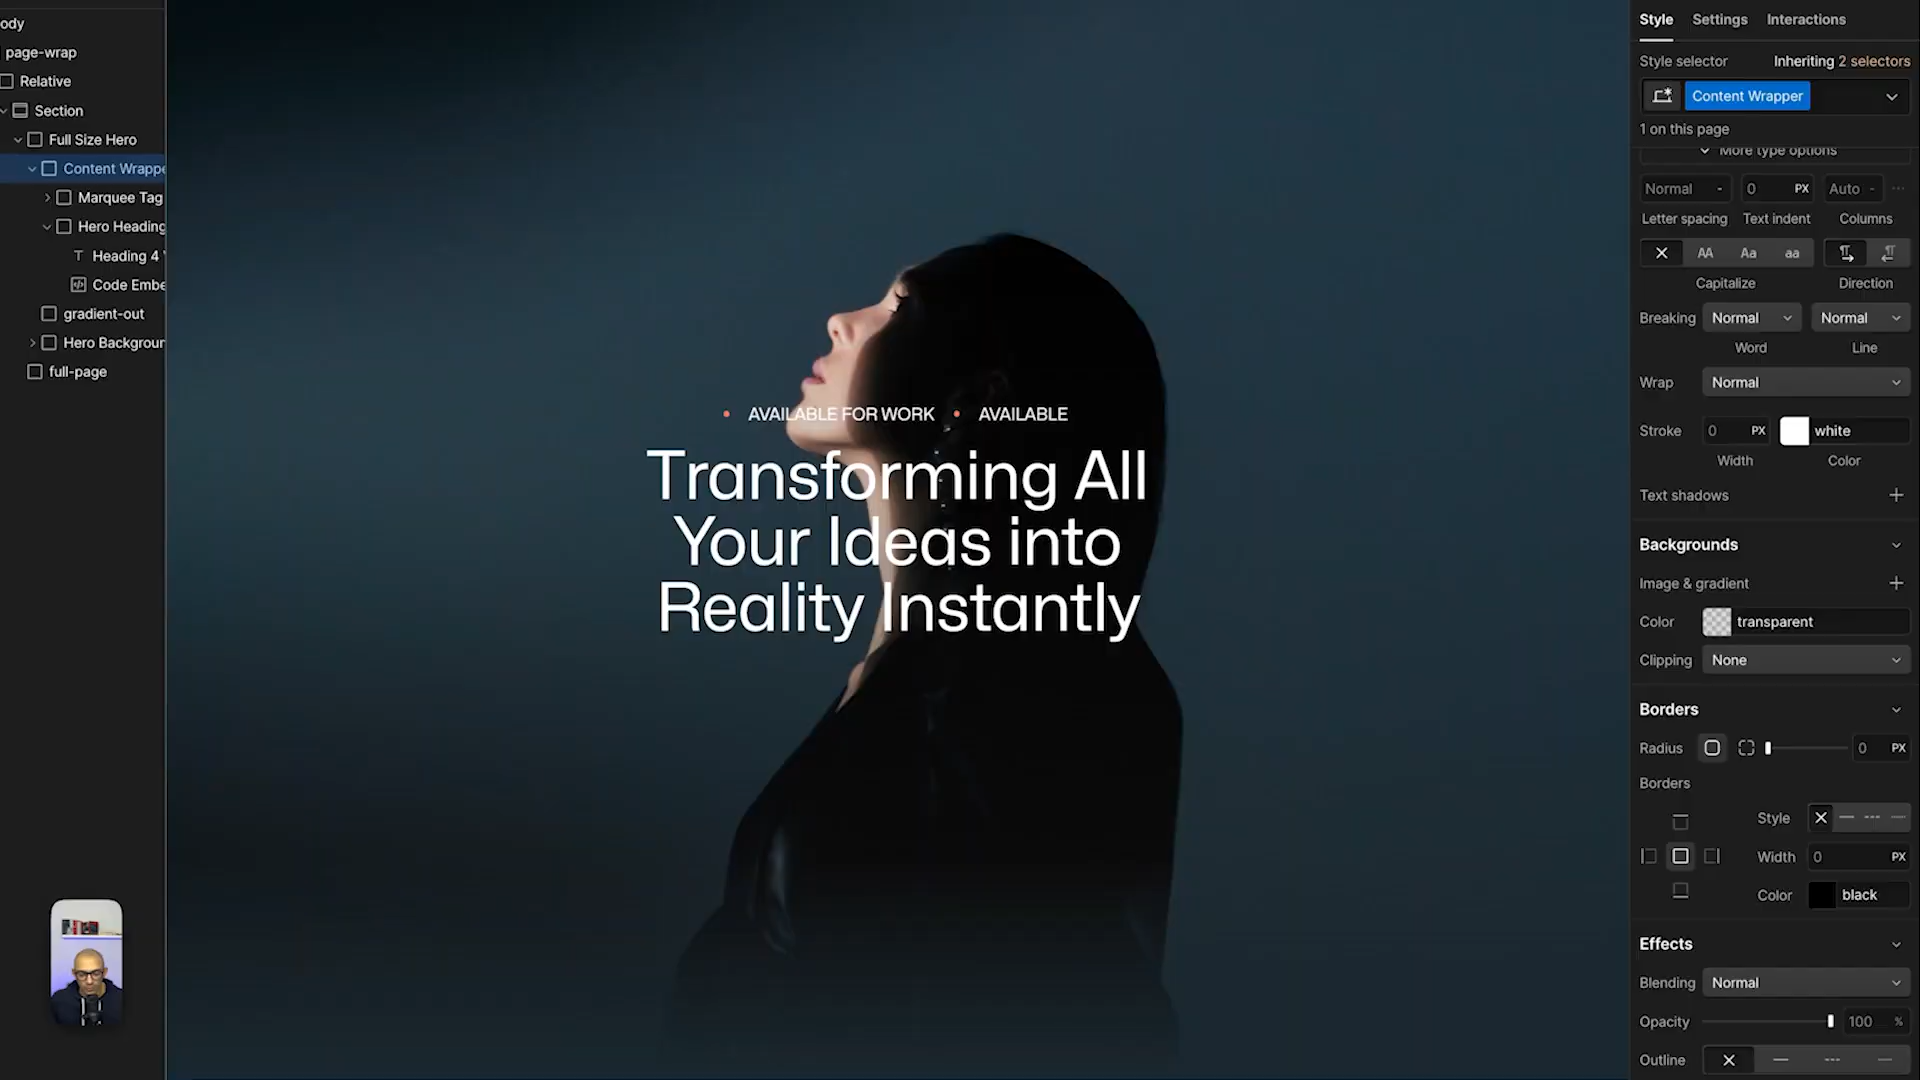 ody
page-wrap
Relative
Section
Full Size Hero
Content Wrappe
Marquee Tag
Hero Heading
Heading 4
Code Embe
gradient-out
Hero Backgroun
full-page
AVAILABLE FOR WORK • AVAILABLE
Transforming All
Your Ideas into
Reality Instantly
Style Settings Interactions
Style selector Inheriting 2 selectors
Content Wrapper
1 on this page
More type options
Normal - 0 PX Auto -
Letter spacing Text indent Columns
AA Aa aa
Capitalize Direction
Breaking Normal Normal
Word Line
Wrap Normal
Stroke 0 PX white
Width Color
Text shadows
Backgrounds
Image & gradient
Color transparent
Clipping None
Borders
Radius 0 PX
Borders
Style
Width 0 PX
Color black
Effects
Blending Normal
Opacity 100 %
Outline